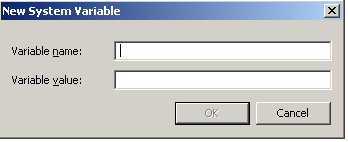 New System Variable
Variable name:
Variable value:
OK Cancel